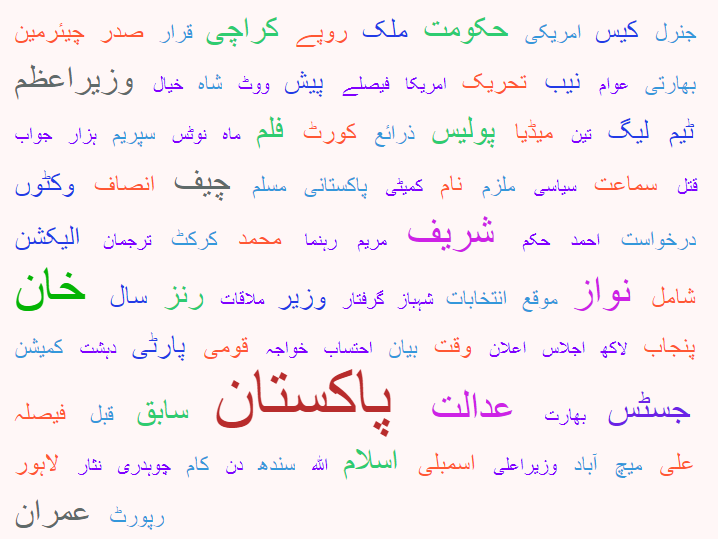 جنرل کیس امریکی حکومت ملک روپے کراچی قرار صدر چیئرمین
بھارتی عوام نیب تحریک امریکا فیصلے پیش ووٹ شاہ خیال وزیراعظم
ٹیم لیگ تین میڈیا پولیس ذرائع کورٹ فلم ماہ نوٹس سپریم ہزار جواب
قتل سماعت سیاسی ملزم نام کمیٹی پاکستانی مسلم چیف انصاف وکٹوں
درخواست احمد حکم شریف مریم رہنما محمد کرکٹ ترجمان الیکشن
شامل نواز موقع انتخابات شہباز گرفتار وزیر ملاقات رنز سال خان
پنجاب لاکھ اجلاس اعلان وقت بیان احتساب خواجہ قومی پارٹی دہشت کمیشن
جسٹس بھارت عدالت پاکستان سابق قبل فیصلہ
علی میچ آباد وزیراعلی اسمبلی اسلام اللہ سندھ دن کام چوہدری نثار لاہور
رپورٹ عمران